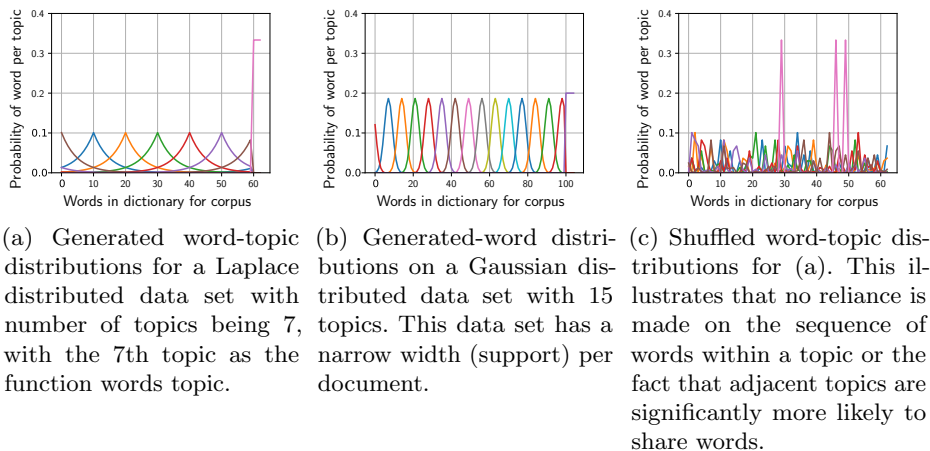 0.4
0.3
0.2
0.1
0.0
Probability of word per topic
0 10 20 30 40 50 60
Words in dictionary for corpus
0.4
0.3
0.2
0.1
0.0
Probability of word per topic
0 20 40 60 80 100
Words in dictionary for corpus
0.4
0.3
0.2
0.1
0.0
Probability of word per topic
0 10 20 30 40 50 60
Words in dictionary for corpus
(a) Generated word-topic
distributions for a Laplace
distributed data set with
number of topics being 7,
with the 7th topic as the
function words topic.
(b) Generated-word distri-
butions on a Gaussian dis-
tributed data set with 15
topics. This data set has a
narrow width (support) per
document.
(c) Shuffled word-topic dis-
tributions for (a). This il-
lustrates that no reliance is
made on the sequence of
words within a topic or the
fact that adjacent topics are
significantly more likely to
share words.